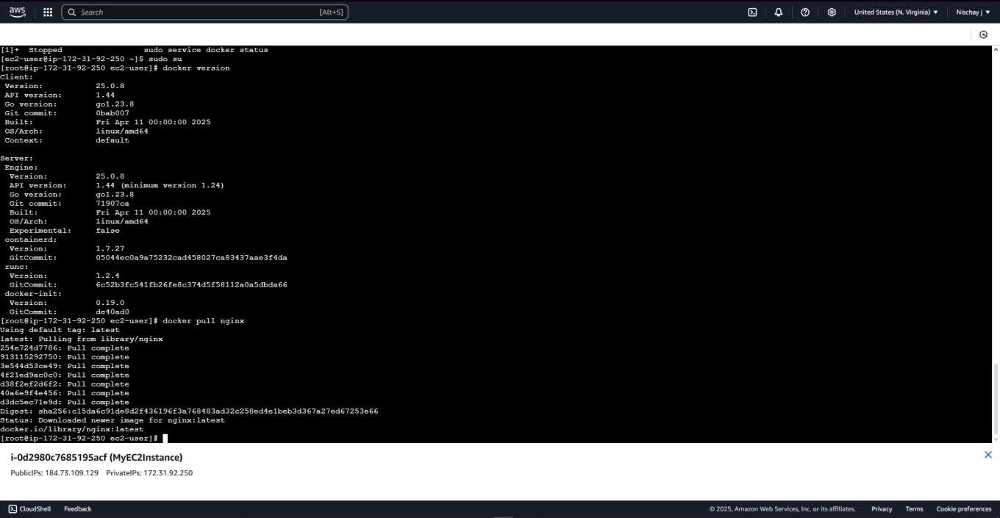 aws
Search [Alt+S]
United States (N. Virginia) ▼
Nischay j ▼
[1]+  Stopped                 sudo service docker status
[ec2-user@ip-172-31-92-250 ~]$ sudo su
[root@ip-172-31-92-250 ec2-user]# docker version
Client:
 Version:           25.0.8
 API version:       1.44
 Go version:        go1.23.8
 Git commit:        0bab007
 Built:             Fri Apr 11 00:00:00 2025
 OS/Arch:           linux/amd64
 Context:           default
Server:
 Engine:
  Version:          25.0.8
  API version:      1.44 (minimum version 1.24)
  Go version:       go1.23.8
  Git commit:       71907ca
  Built:            Fri Apr 11 00:00:00 2025
  OS/Arch:          linux/amd64
  Experimental:     false
 containerd:
  Version:          1.7.27
  GitCommit:        05044ec0a9a75232cad458027ca83437aae3f4da
 runc:
  Version:          1.2.4
  GitCommit:        6c52b3fc541fb26fe8c374d5f58112a0a5dbda66
 docker-init:
  Version:          0.19.0
  GitCommit:        de40ad0
[root@ip-172-31-92-250 ec2-user]# docker pull nginx
Using default tag: latest
latest: Pulling from library/nginx
254e724d7786: Pull complete
913115292750: Pull complete
3e544d53ce49: Pull complete
4f21ed9ac0c0: Pull complete
d38f2ef2d6f2: Pull complete
40a6e9f4e456: Pull complete
d3dc5ec71e9d: Pull complete
Digest: sha256:c15da6c91de8d2f436196f3a768483ad32c258ed4e1beb3d367a27ed67253e66
Status: Downloaded newer image for nginx:latest
docker.io/library/nginx:latest
[root@ip-172-31-92-250 ec2-user]#
i-0d2980c7685195acf (MyEC2Instance)
PublicIPs: 184.73.109.129 PrivateIPs: 172.31.92.250
CloudShell Feedback © 2025, Amazon Web Services, Inc. or its affiliates. Privacy Terms Cookie preferences